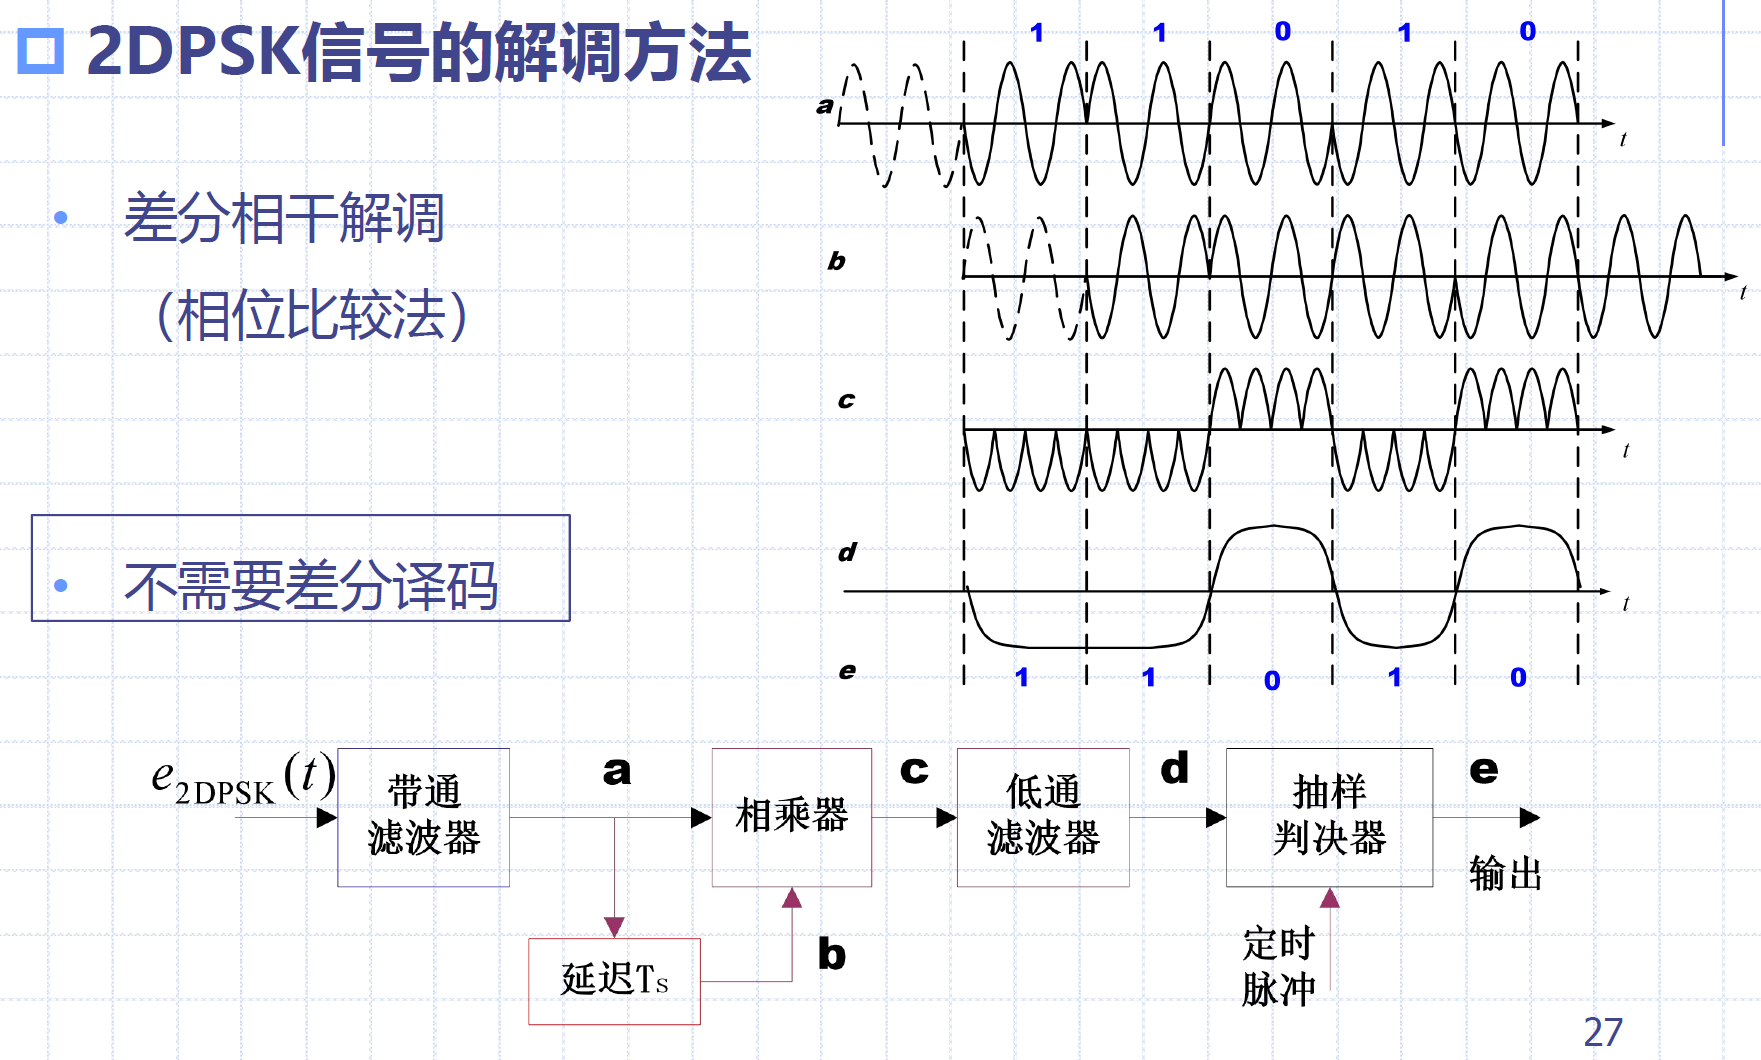 2DPSK信号的解调方法
1 1 0 1 0
a
t
• 差分相干解调
b
t
（相位比较法）
c
t
d
t
• 不需要差分译码
e
1 1 0 1 0
e2DPSK(t)
带通
滤波器
a
相乘器
c
低通
滤波器
d
抽样
判决器
e
输出
延迟TS
b
定时
脉冲
27